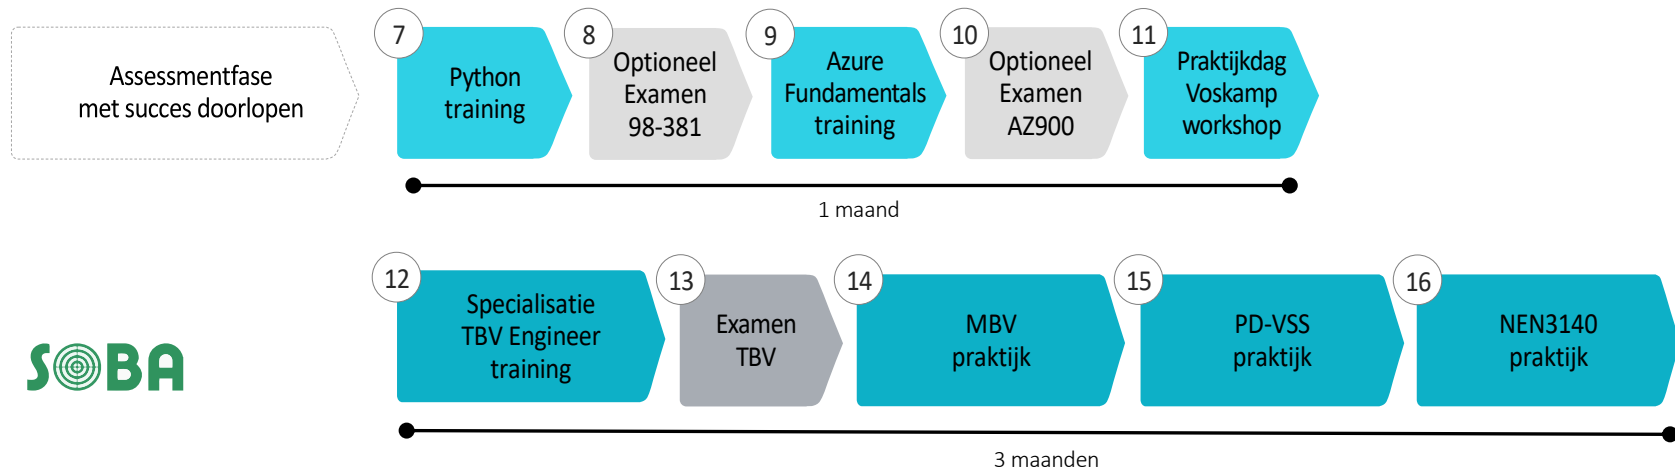 Assessmentfase
met succes doorlopen
7
Python
training
8
Optioneel
Examen
98-381
9
Azure
Fundamentals
training
10
Optioneel
Examen
AZ900
11
Praktijkdag
Voskamp
workshop
1 maand
SOBA
12
Specialisatie
TBV Engineer
training
13
Examen
TBV
14
MBV
praktijk
15
PD-VSS
praktijk
16
NEN3140
praktijk
3 maanden